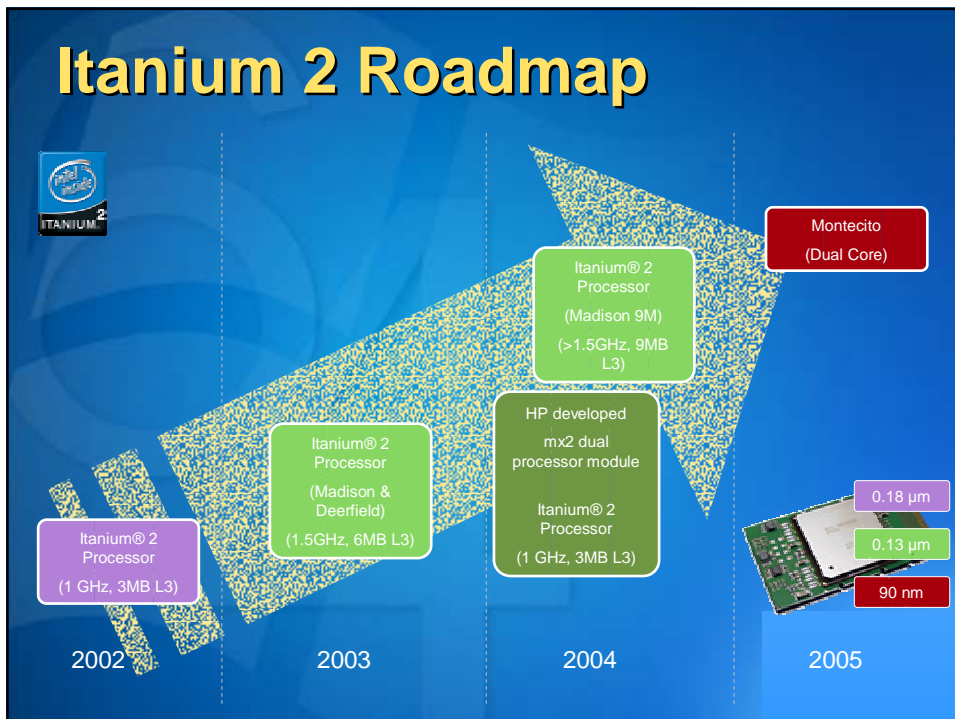 Itanium 2 Roadmap
intel
inside
ITANIUM 2
Itanium® 2
Processor
(1 GHz, 3MB L3)
Itanium® 2
Processor
(Madison &
Deerfield)
(1.5GHz, 6MB L3)
Itanium® 2
Processor
(Madison 9M)
(>1.5GHz, 9MB
L3)
HP developed
mx2 dual
processor module
Itanium® 2
Processor
(1 GHz, 3MB L3)
Montecito
(Dual Core)
0.18 µm
0.13 µm
90 nm
2002
2003
2004
2005